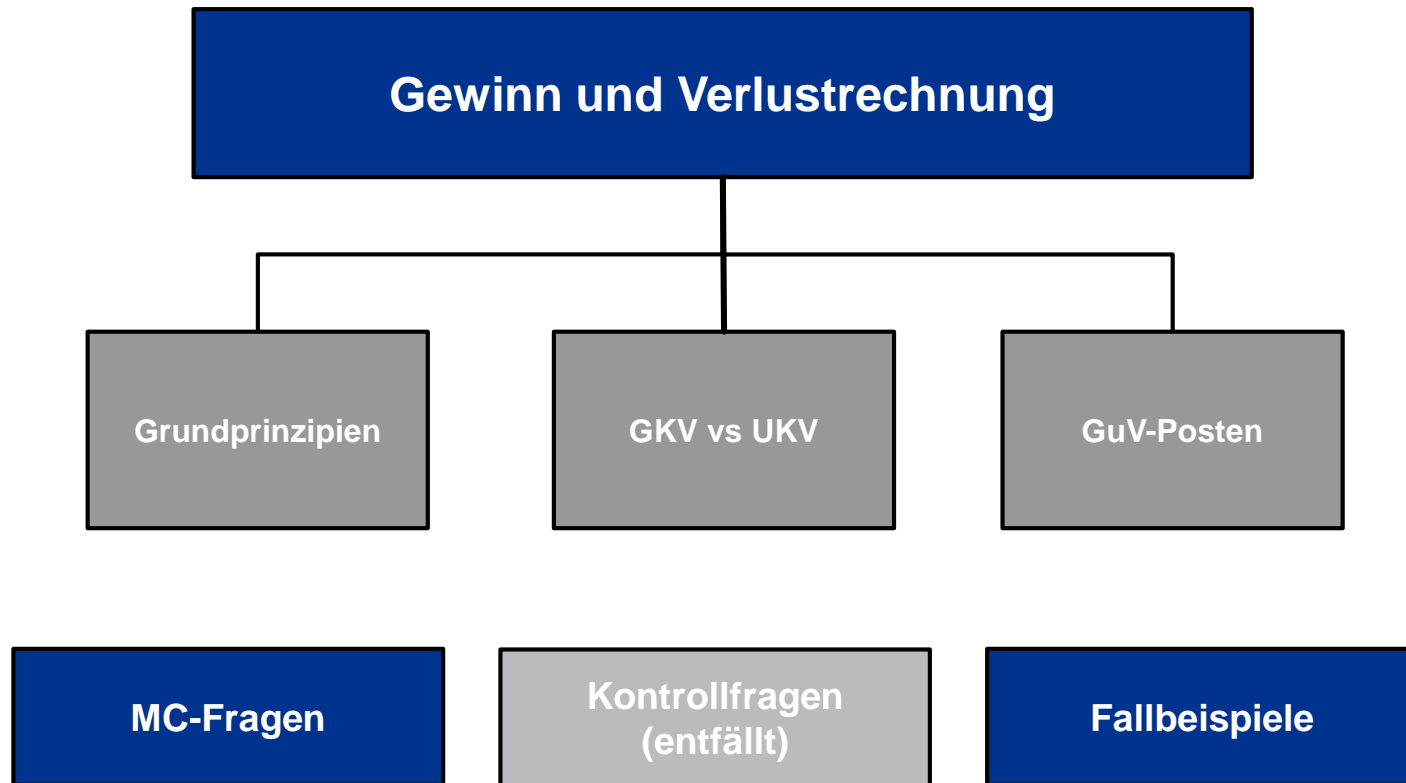 Gewinn und Verlustrechnung
Grundprinzipien
GKV vs UKV
GuV-Posten
MC-Fragen
Kontrollfragen
(entfällt)
Fallbeispiele